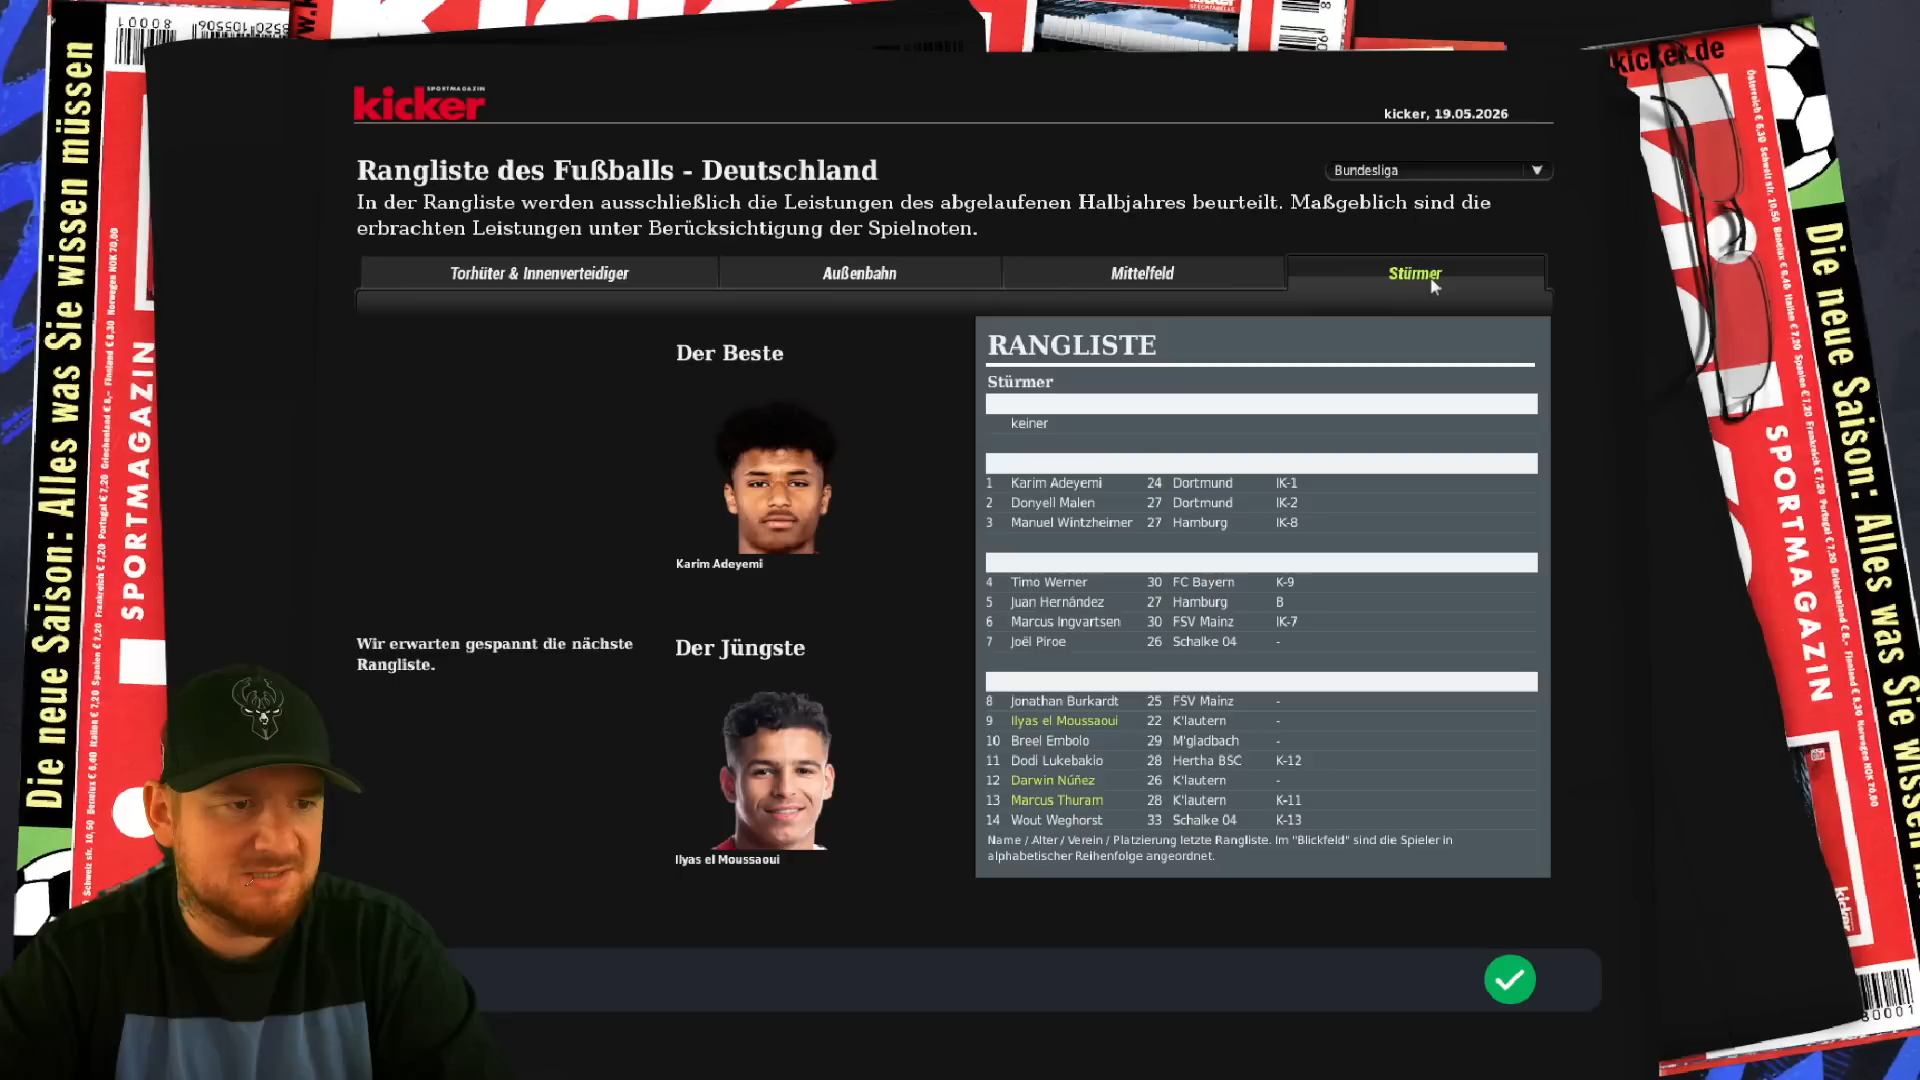 kicker
SPORTMAGAZIN
kicker, 19.05.2026
Rangliste des Fußballs - Deutschland
Bundesliga
In der Rangliste werden ausschließlich die Leistungen des abgelaufenen Halbjahres beurteilt. Maßgeblich sind die
erbrachten Leistungen unter Berücksichtigung der Spielnoten.
Torhüter & Innenverteidiger
Außenbahn
Mittelfeld
Stürmer
Der Beste
Karim Adeyemi
Wir erwarten gespannt die nächste
Rangliste.
Der Jüngste
Ilyas el Moussaoui
RANGLISTE
Stürmer
keiner
1 Karim Adeyemi 24 Dortmund IK-1
2 Donyell Malen 27 Dortmund IK-2
3 Manuel Wintzheimer 27 Hamburg IK-8
4 Timo Werner 30 FC Bayern K-9
5 Juan Hernández 27 Hamburg B
6 Marcus Ingvartsen 30 FSV Mainz IK-7
7 Joël Piroe 26 Schalke 04 -
8 Jonathan Burkardt 25 FSV Mainz -
9 Ilyas el Moussaoui 22 K'lautern -
10 Breel Embolo 29 M'gladbach -
11 Dodi Lukebakio 28 Hertha BSC K-12
12 Darwin Núñez 26 K'lautern -
13 Marcus Thuram 28 K'lautern K-11
14 Wout Weghorst 33 Schalke 04 K-13
Name / Alter / Verein / Platzierung letzte Rangliste. Im "Blickfeld" sind die Spieler in
alphabetischer Reihenfolge angeordnet.
Die neue Saison: Alles was Sie wissen müssen
SPORTMAGAZIN
kicker.de
Die neue Saison: Alles was Sie wissen
SPORTMAGAZIN
kicker
80001